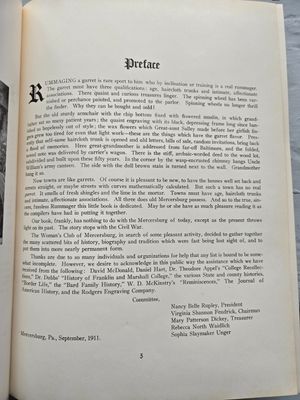 Preface
RUMMAGING a garret is rare sport to him who by inclination or training is a real rummager.
The garret must have three qualifications: age, haircloth trunks and intimate, affectionate
associations. There quaint and curious treasures linger. The spinning wheel has been var-
nished or perchance painted, and promoted to the parlor. Spinning wheels no longer thrill
the finder. Why they can be bought and sold!
But the old sturdy armchair with the chip bottom fixed with flowered muslin, in which grand-
father sat so many patient years; the quaint engraving with its black, depressing frame long since
hustled so hopelessly out of style; the wax flowers which Great-aunt Salley made before her girlish fin-
gers grew too tired for even that light work—these are the things which have the garret flavor. Pres-
ently that self-same haircloth trunk is opened and old letters, bills of sale, random invitations, bring back
a flood of memories. Here great-grandmother is addressed from far-off Baltimore, and the folded,
waxed note was delivered by carrier's wagon. There is the stiff, archaic-worded deed to the wood lot,
subdivided and built upon these fifty years. In the corner the warp-encrusted chimney hangs Uncle
William's army canteen. The side with the dull brown stain is turned next to the wall. Grandmother
hung it so.
Now towns are like garrets. Of course it is pleasant to be new, to have the houses well set back and
streets straight, or maybe streets with curves mathematically calculated. But such a town has no real
garret. It smells of fresh shingles and the lime in the mortar. Towns must have age, haircloth trunks
and intimate, affectionate associations. All three does old Mercersburg possess. And so to the true, sin-
cere, fearless Rummager this little book is dedicated. May he or she have as much pleasure reading it as
the compilers have had in putting it together.
Our book, frankly, has nothing to do with the Mercersburg of today, except as the present throws
light on its past. The story stops with the Civil War.
The Woman's Club of Mercersburg, in search of some pleasant activity, decided to gather together
the many scattered bits of history, biography and tradition which were fast being lost sight of, and to
put them into more nearly permanent form.
Thanks are due to so many individuals and organizations for help that any list is bound to be some-
what incomplete. However, we desire to acknowledge in this public way the assistance which we have
received from the following: David McDonald, Daniel Hart, Dr. Theodore Appel's "College Recollec-
tions," Dr. Dubbs' "History of Franklin and Marshall College," the various State and county histories,
"Border Life," the "Bard Family History," W. D. McKinstry's "Reminiscences," The Journal of
American History, and the Rodgers Engraving Company.
Committee,
Nancy Belle Rupley, President
Virginia Shannon Fendrick, Chairman
Mary Patterson Dickey, Treasurer
Rebecca North Waidlich
Sophia Slaymaker Unger
Mercersburg, Pa., September, 1911.
5